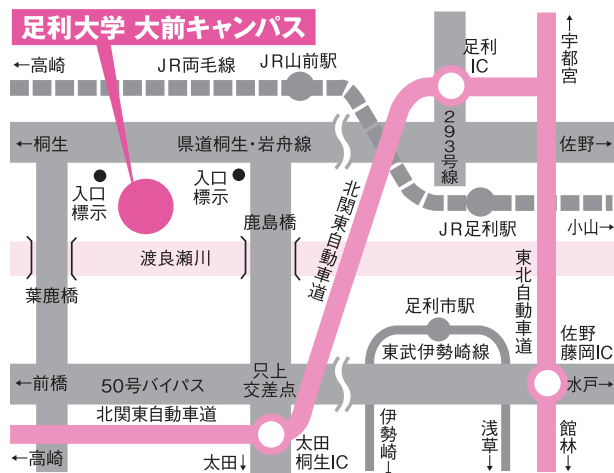 足利大学 大前キャンパス
←高崎
JR両毛線
JR山前駅
足利
IC
←宇都宮
←桐生
県道桐生・岩舟線
293号線
佐野→
入口
標示
入口
標示
鹿島橋
北関東自動車道
JR足利駅
小山→
渡良瀬川
葉鹿橋
東北自動車道
足利市駅
東武伊勢崎線
佐野
藤岡IC
←前橋
50号バイパス
只上
交差点
水戸→
北関東自動車道
←高崎
太田↓
太田
桐生IC
伊勢崎↓
浅草↓
館林↓